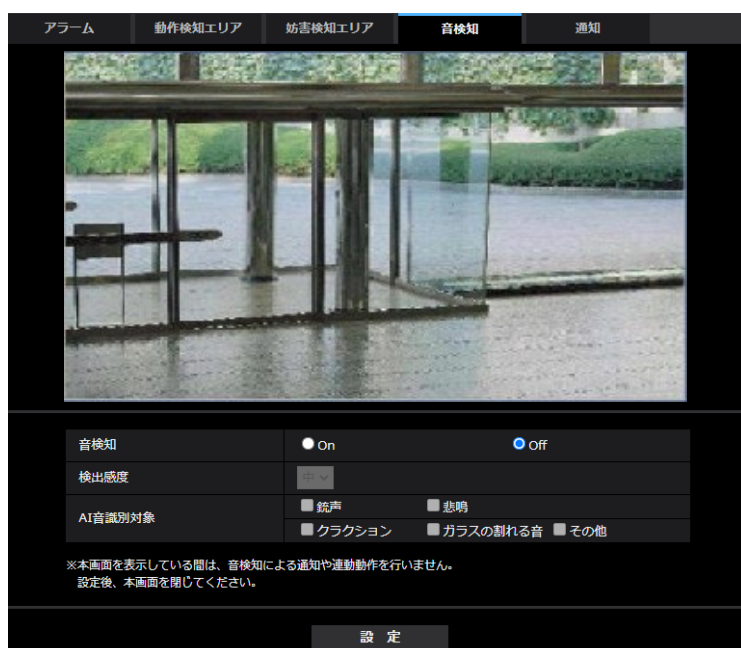 アラーム 動作検知エリア 妨害検知エリア 音検知 通知
音検知 On Off
検出感度 中
AI音識別対象 銃声 悲鳴
クラクション ガラスの割れる音 その他
※本画面を表示している間は、音検知による通知や連動動作を行いません。
設定後、本画面を閉じてください。
設 定